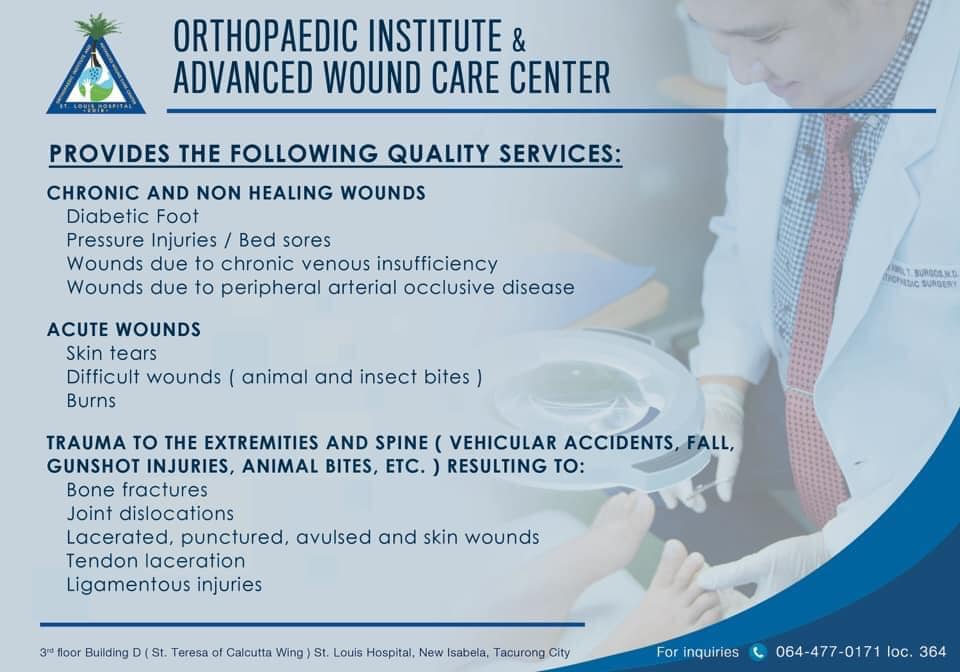 ORTHOPAEDIC INSTITUTE &
ADVANCED WOUND CARE CENTER
ST. LOUIS HOSPITAL
PROVIDES THE FOLLOWING QUALITY SERVICES:
CHRONIC AND NON HEALING WOUNDS
Diabetic Foot
Pressure Injuries / Bed sores
Wounds due to chronic venous insufficiency
Wounds due to peripheral arterial occlusive disease
ACUTE WOUNDS
Skin tears
Difficult wounds ( animal and insect bites )
Burns
TRAUMA TO THE EXTREMITIES AND SPINE ( VEHICULAR ACCIDENTS, FALL,
GUNSHOT INJURIES, ANIMAL BITES, ETC. ) RESULTING TO:
Bone fractures
Joint dislocations
Lacerated, punctured, avulsed and skin wounds
Tendon laceration
Ligamentous injuries
T. BURGOS, M.D.
SURGERY
3rd floor Building D ( St. Teresa of Calcutta Wing ) St. Louis Hospital, New Isabela, Tacurong City
For inquiries 064-477-0171 loc. 364